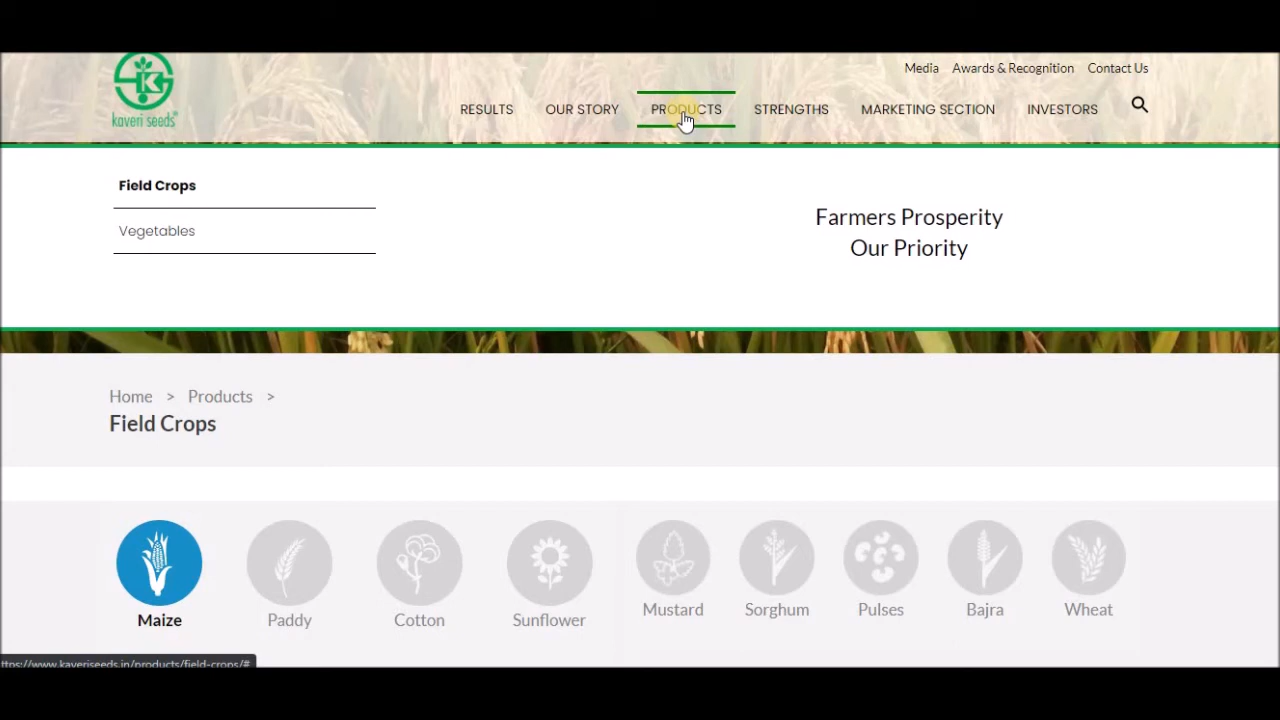 Media Awards & Recognition Contact Us
K
kaveri seeds®
RESULTS OUR STORY PRODUCTS STRENGTHS MARKETING SECTION INVESTORS
Field Crops
Vegetables
Farmers Prosperity
Our Priority
Home > Products >
Field Crops
Maize Paddy Cotton Sunflower Mustard Sorghum Pulses Bajra Wheat
ttps://www.kaveriseeds.in/products/field-crops/#